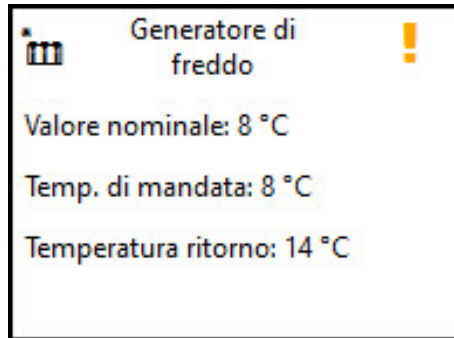 Generatore di
freddo
Valore nominale: 8 °C
Temp. di mandata: 8 °C
Temperatura ritorno: 14 °C